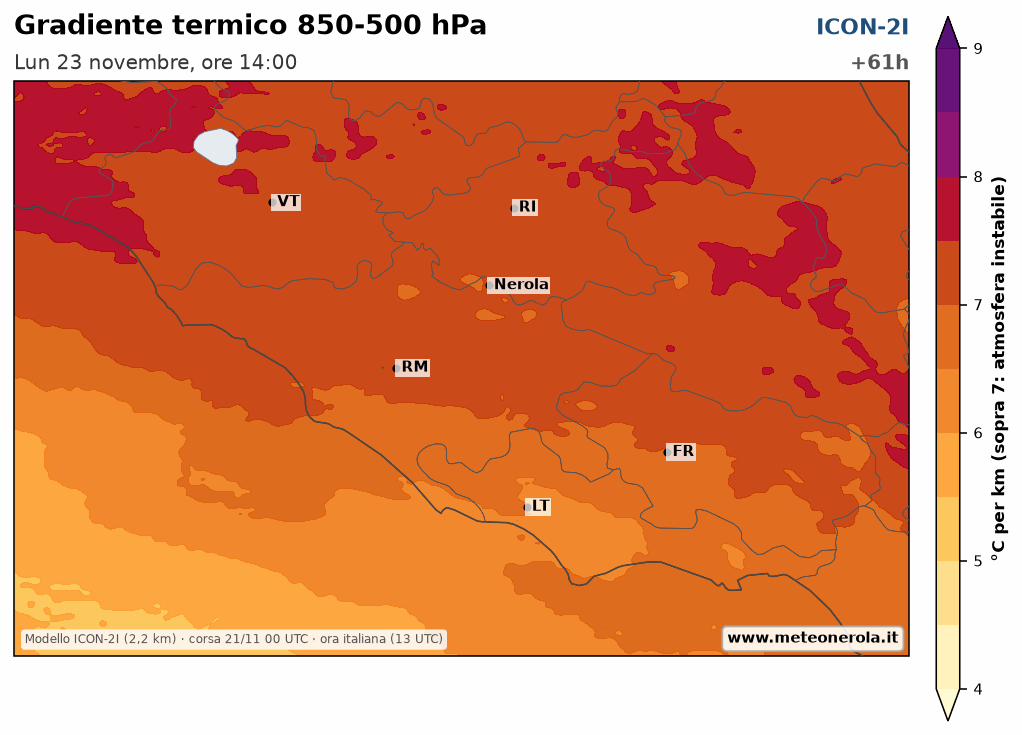 Gradiente termico 850-500 hPa
ICON-2I
Lun 23 novembre, ore 14:00
+61h
9
8
7
6
5
4
°C per km (sopra 7: atmosfera instabile)
VT
RI
Nerola
RM
FR
LT
Modello ICON-2I (2,2 km) · corsa 21/11 00 UTC · ora italiana (13 UTC)
www.meteonerola.it